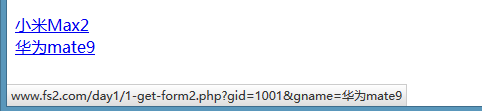 小米Max2
华为mate9
www.fs2.com/day1/1-get-form2.php?gid=1001&gname=华为mate9